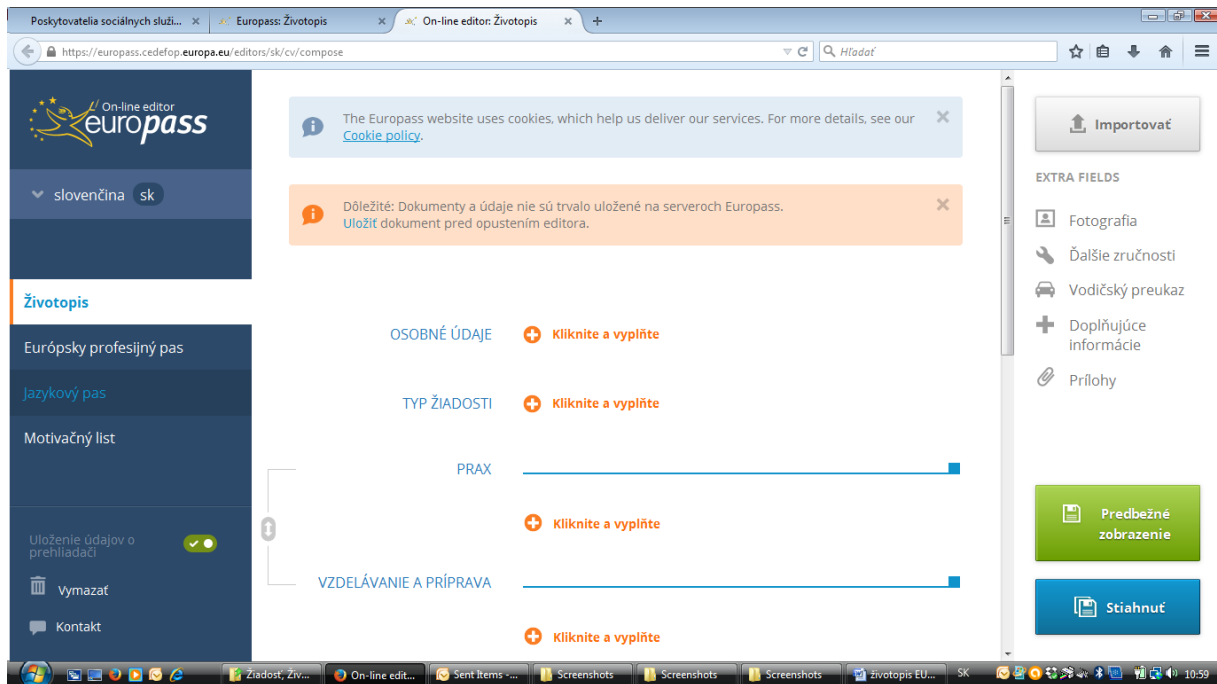 Poskytovatelia sociálnych služi...
Europass: Životopis
On-line editor: Životopis
https://europass.cedefop.europa.eu/editors/sk/cv/compose
Hľadať
On-line editor
europass
slovenčina sk
Životopis
Európsky profesijný pas
Jazykový pas
Motivačný list
Uloženie údajov o
prehliadači
Vymazať
Kontakt
The Europass website uses cookies, which help us deliver our services. For more details, see our
Cookie policy.
Dôležité: Dokumenty a údaje nie sú trvalo uložené na serveroch Europass.
Uložiť dokument pred opustením editora.
OSOBNÉ ÚDAJE
Kliknite a vyplňte
TYP ŽIADOSTI
Kliknite a vyplňte
PRAX
Kliknite a vyplňte
VZDELÁVANIE A PRÍPRAVA
Kliknite a vyplňte
Importovať
EXTRA FIELDS
Fotografia
Ďalšie zručnosti
Vodičský preukaz
Doplňujúce
informácie
Prílohy
Predbežné
zobrazenie
Stiahnuť
Žiadosť, Živ...
On-line edit...
Sent Items -...
Screenshots
Screenshots
Screenshots
životopis EU...
SK
10:59